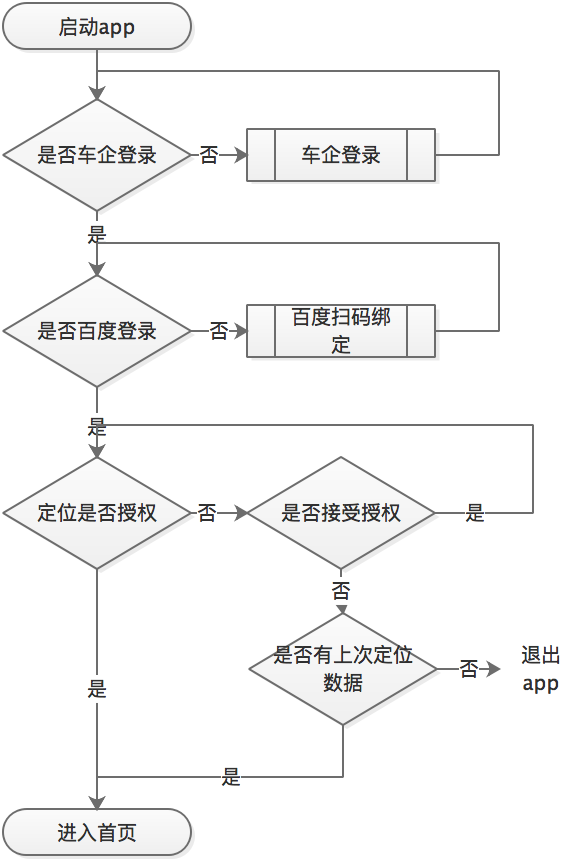 启动app
是否车企登录
否
车企登录
是
是否百度登录
否
百度扫码绑
定
是
定位是否授权
否
是否接受授权
是
否
是否有上次定位
数据
否
退出
app
是
是
进入首页